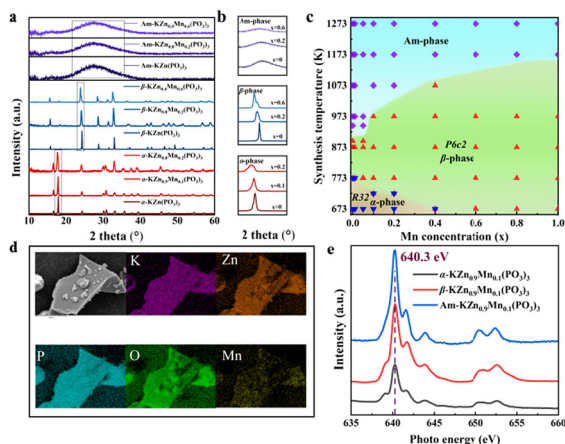 a
Intensity (a.u.)
Am-KZn₀.₄Mn₀.₆(PO₃)₃
Am-KZn₀.₈Mn₀.₂(PO₃)₃
Am-KZn(PO₃)₃
β-KZn₀.₄Mn₀.₆(PO₃)₃
β-KZn₀.₈Mn₀.₂(PO₃)₃
β-KZn(PO₃)₃
α-KZn₀.₈Mn₀.₂(PO₃)₃
α-KZn₀.₉Mn₀.₁(PO₃)₃
α-KZn(PO₃)₃
10 20 30 40 50 60
2 theta (°)
b
x=0.6
x=0.2
x=0
β-phase
x=0.6
x=0.2
x=0
α-phase
x=0.2
x=0.1
x=0
2 theta (°)
c
Synthesis temperature (K)
1273
1173
1073
973
873
773
673
Am-phase
P6c2
β-phase
R32
α-phase
0.0 0.2 0.4 0.6 0.8 1.0
Mn concentration (x)
d
K
Zn
P
O
Mn
e
640.3 eV
α-KZn₀.₉Mn₀.₁(PO₃)₃
β-KZn₀.₉Mn₀.₁(PO₃)₃
Am-KZn₀.₉Mn₀.₁(PO₃)₃
Intensity (a.u.)
635 640 645 650 655 660
Photo energy (eV)